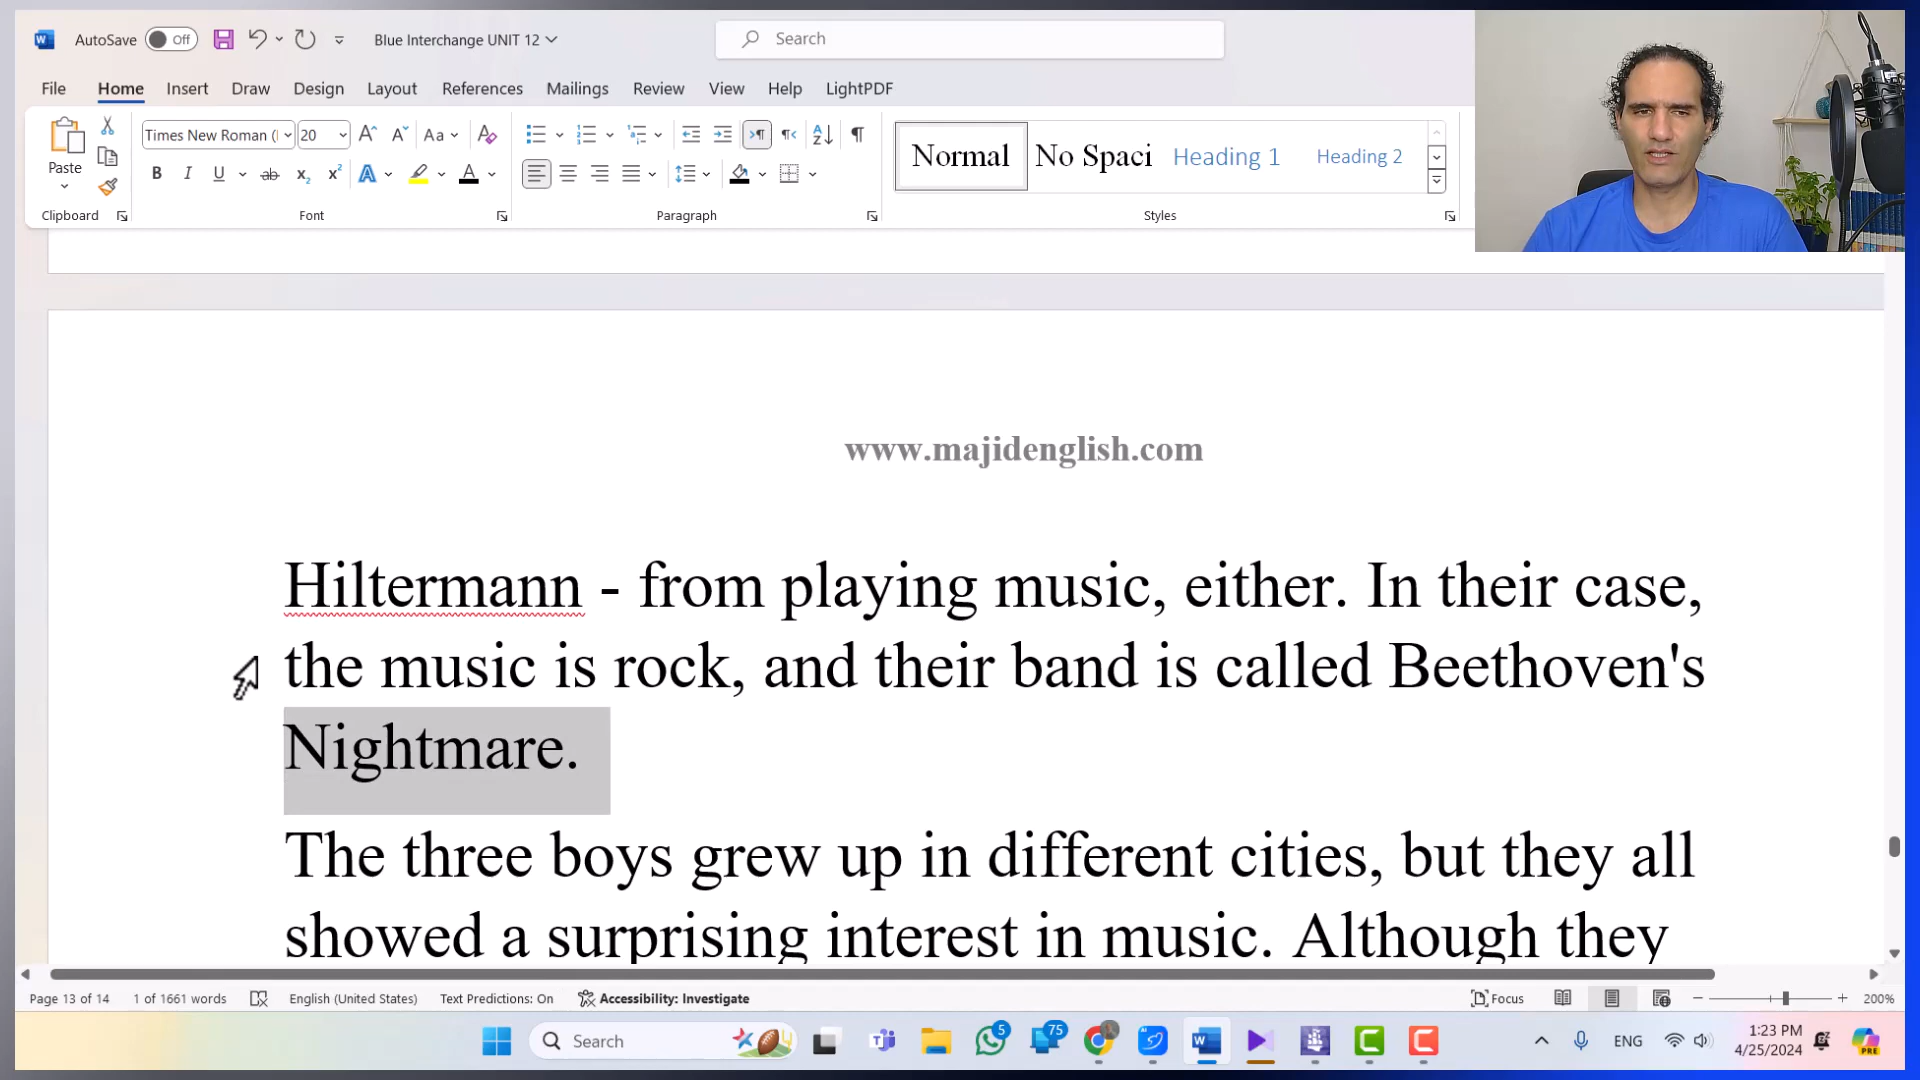 AutoSave Off Blue Interchange UNIT 12 Search
File Home Insert Draw Design Layout References Mailings Review View Help LightPDF
Paste
Times New Roman ( 20
Normal No Spaci Heading 1 Heading 2
Clipboard Font Paragraph Styles
www.majidenglish.com
Hiltermann - from playing music, either. In their case,
the music is rock, and their band is called Beethoven's
Nightmare.
The three boys grew up in different cities, but they all
showed a surprising interest in music. Although they
Page 13 of 14 1 of 1661 words English (United States) Text Predictions: On Accessibility: Investigate Focus 200%
Search 5 75 ENG 1:23 PM
4/25/2024
PRE